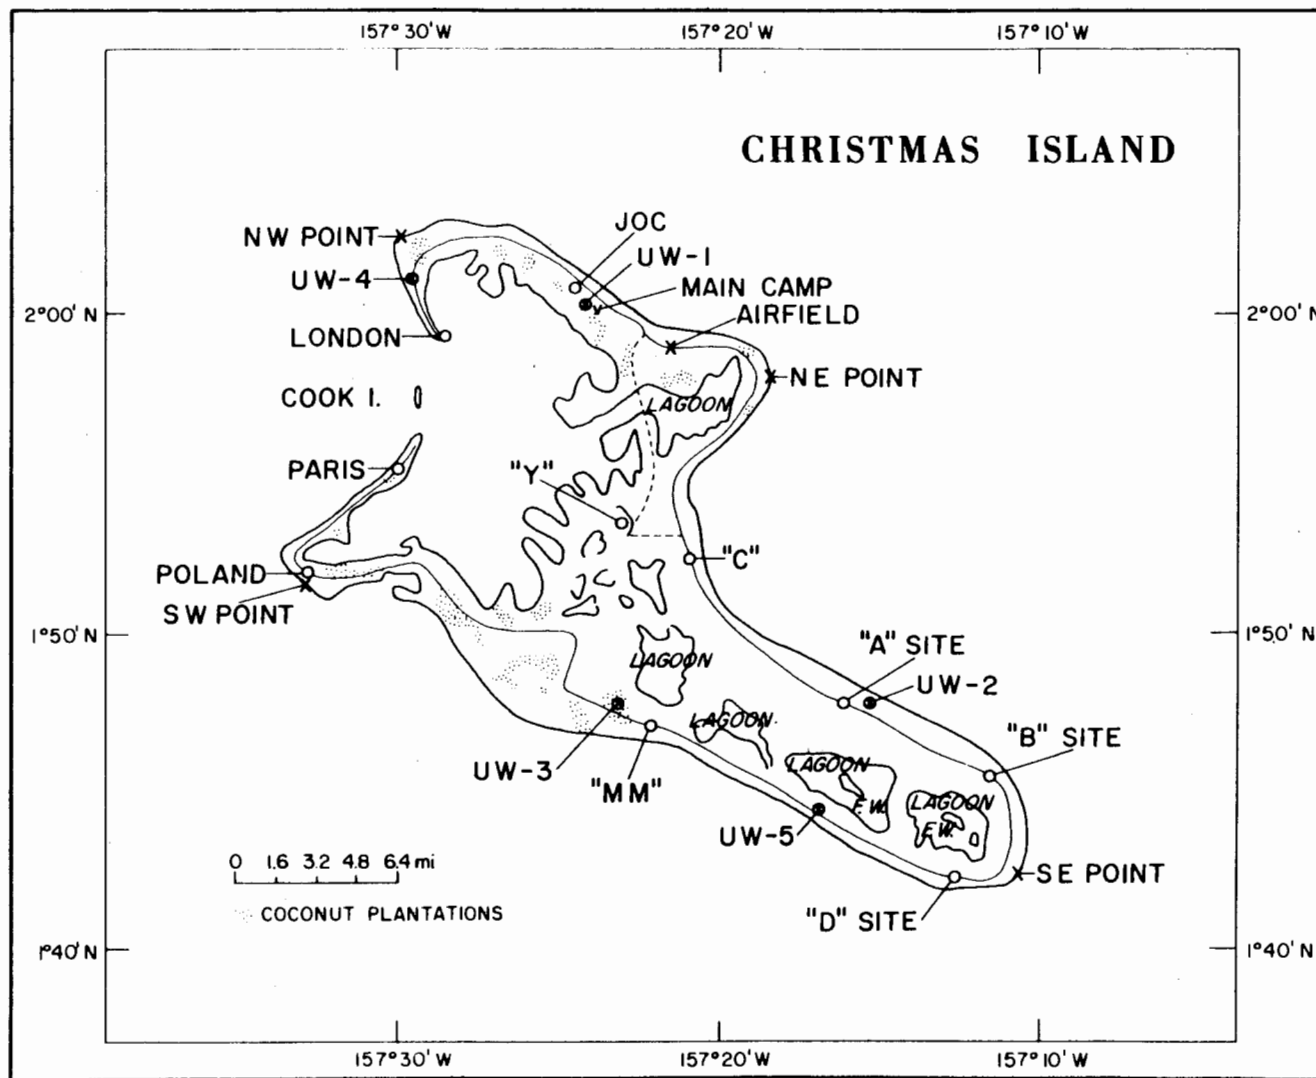 157° 30' W
157° 20' W
157° 10' W
CHRISTMAS ISLAND
JOC
NW POINT
UW-1
UW-4
MAIN CAMP
2° 00' N
AIRFIELD
2° 00' N
LONDON
NE POINT
COOK I.
LAGOON
PARIS
"Y"
"C"
POLAND
SW POINT
1° 50' N
1° 50' N
"A" SITE
LAGOON
UW-2
LAGOON
"B" SITE
UW-3
LAGOON
"MM"
F.W.
LAGOON
F.W.
UW-5
0 1.6 3.2 4.8 6.4 mi
SE POINT
COCONUT PLANTATIONS
"D" SITE
1° 40' N
1° 40' N
157° 30' W
157° 20' W
157° 10' W